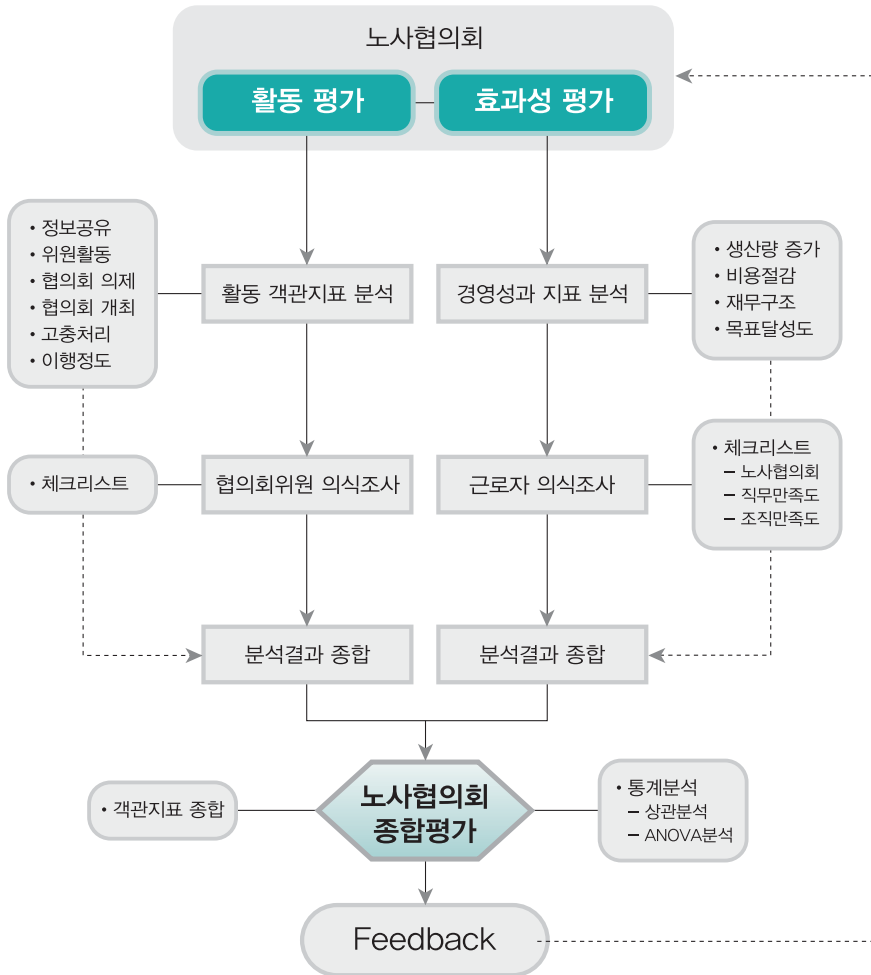 노사협의회
활동 평가
효과성 평가
• 정보공유
• 위원활동
• 협의회 의제
• 협의회 개최
• 고충처리
• 이행정도
활동 객관지표 분석
경영성과 지표 분석
• 생산량 증가
• 비용절감
• 재무구조
• 목표달성도
• 체크리스트
협의회위원 의식조사
근로자 의식조사
• 체크리스트
– 노사협의회
– 직무만족도
– 조직만족도
분석결과 종합
분석결과 종합
• 객관지표 종합
노사협의회
종합평가
• 통계분석
– 상관분석
– ANOVA분석
Feedback